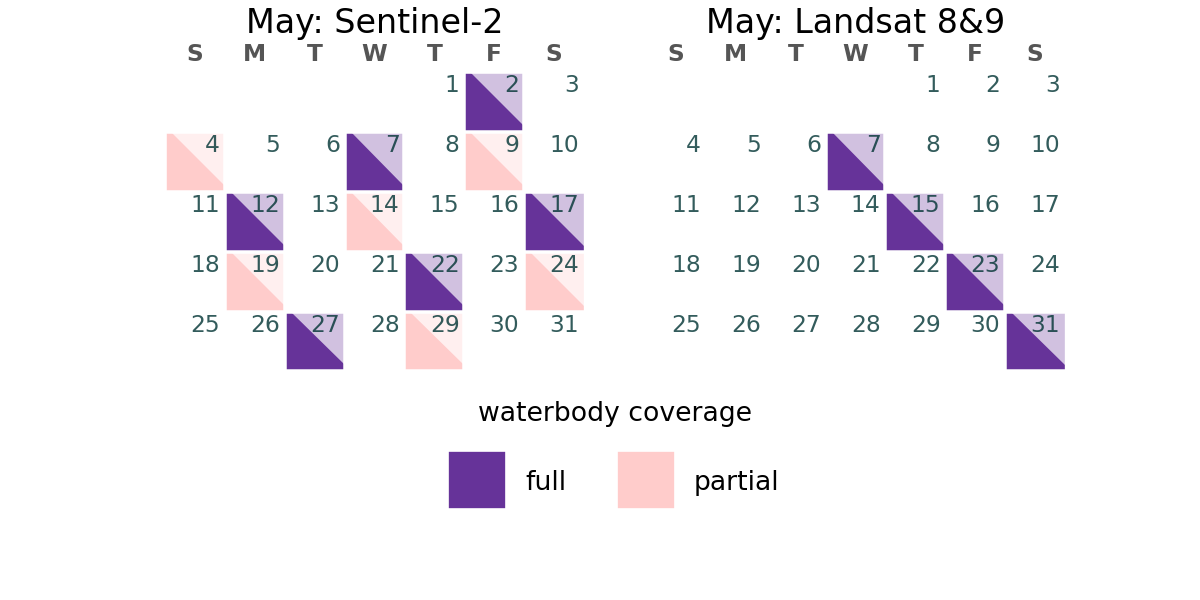 May: Sentinel-2
S M T W T F S
1 2 3
4 5 6 7 8 9 10
11 12 13 14 15 16 17
18 19 20 21 22 23 24
25 26 27 28 29 30 31
May: Landsat 8&9
S M T W T F S
1 2 3
4 5 6 7 8 9 10
11 12 13 14 15 16 17
18 19 20 21 22 23 24
25 26 27 28 29 30 31
waterbody coverage
full partial